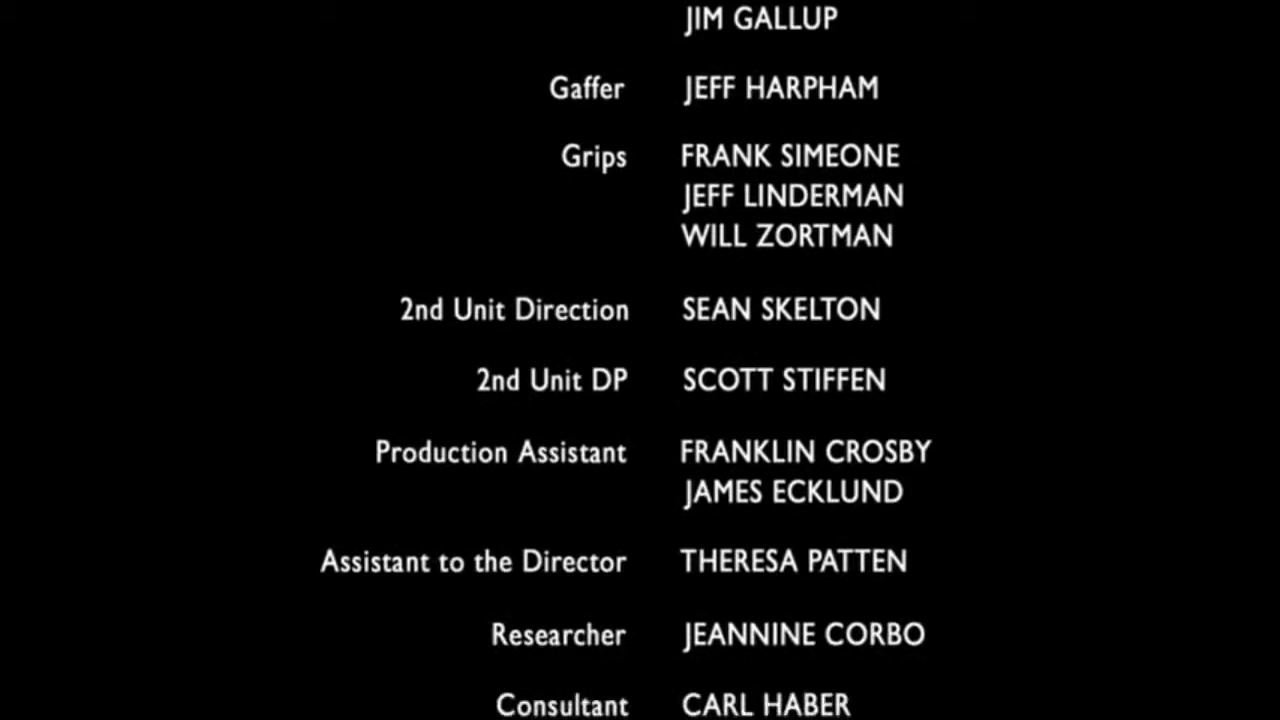 JIM GALLUP
Gaffer JEFF HARPHAM
Grips FRANK SIMEONE
JEFF LINDERMAN
WILL ZORTMAN
2nd Unit Direction SEAN SKELTON
2nd Unit DP SCOTT STIFFEN
Production Assistant FRANKLIN CROSBY
JAMES ECKLUND
Assistant to the Director THERESA PATTEN
Researcher JEANNINE CORBO
Consultant CARL HABER